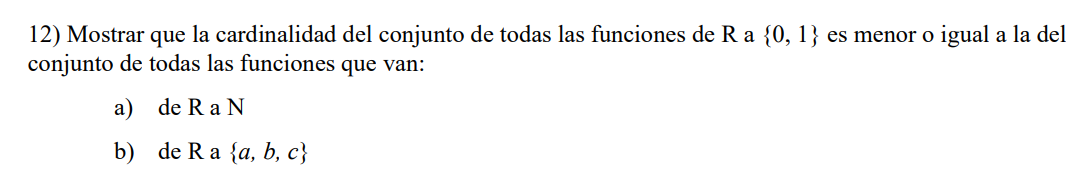 12) Mostrar que la cardinalidad del conjunto de todas las funciones de R a {0, 1} es menor o igual a la del
conjunto de todas las funciones que van:
a) de R a N
b) de R a {a, b, c}